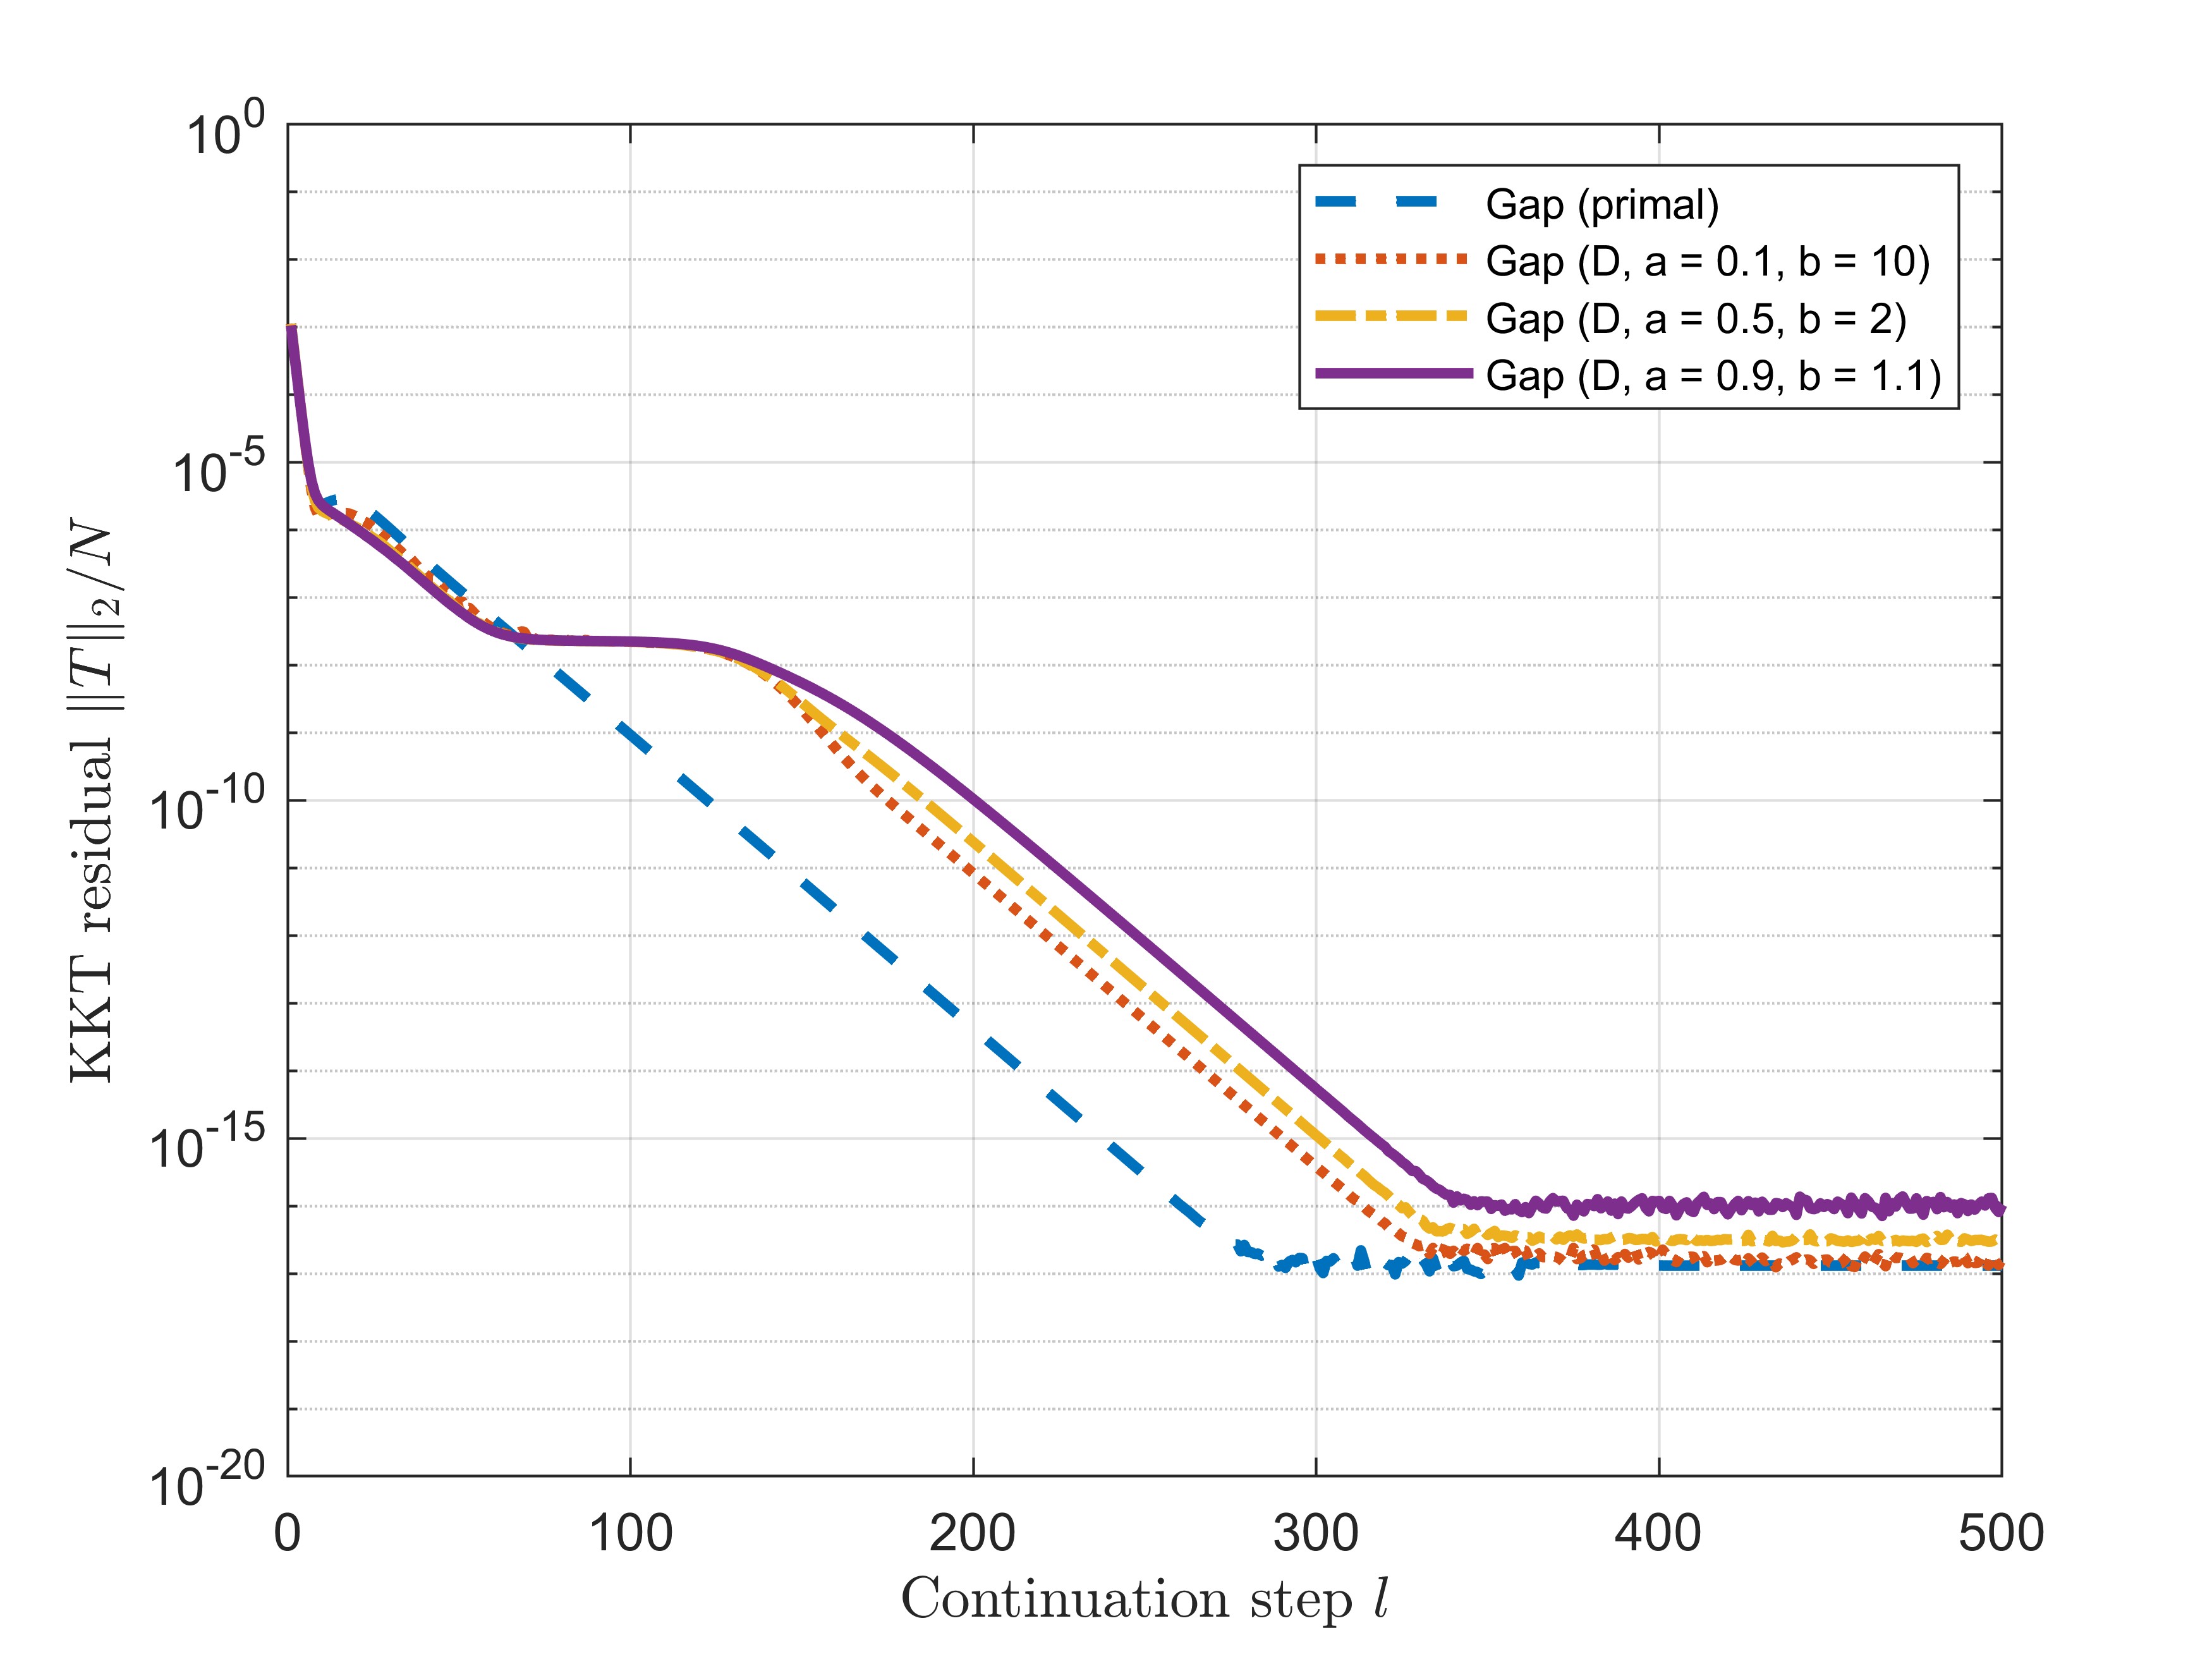 10^0
10^-5
10^-10
10^-15
10^-20
KKT residual ||T||_2/N
Gap (primal)
Gap (D, a = 0.1, b = 10)
Gap (D, a = 0.5, b = 2)
Gap (D, a = 0.9, b = 1.1)
0 100 200 300 400 500
Continuation step l